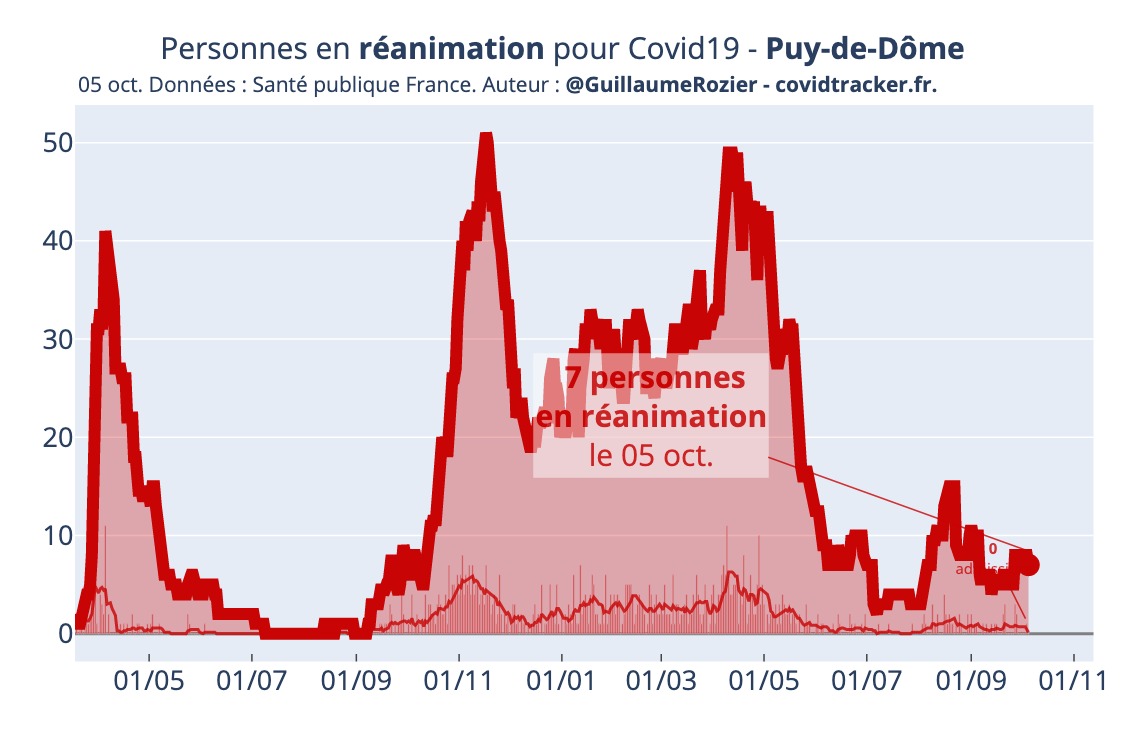 Personnes en réanimation pour Covid19 - Puy-de-Dôme
05 oct. Données : Santé publique France. Auteur : @GuillaumeRozier - covidtracker.fr.
50
40
30
20
10
0
7 personnes
en réanimation
le 05 oct.
0
01/05 01/07 01/09 01/11 01/01 01/03 01/05 01/07 01/09 01/11